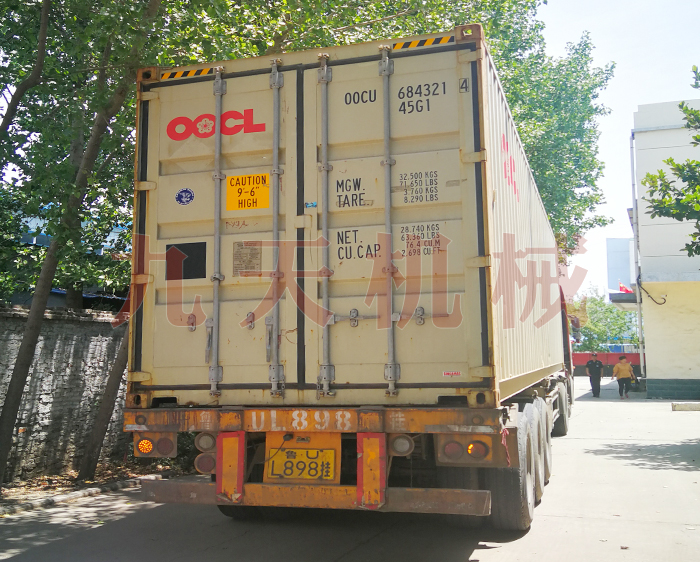 OOCL
OOCU 684321 4
45G1
CAUTION
9'-6"
HIGH
MGW. 32.500 KGS
71.650 LBS
TARE. 3.760 KGS
8.290 LBS
NET. 28.740 KGS
63.360 LBS
CU.CAP. 76.4 CU.M
2.698 CU.FT
九天机械
UL898
鲁U
L898挂